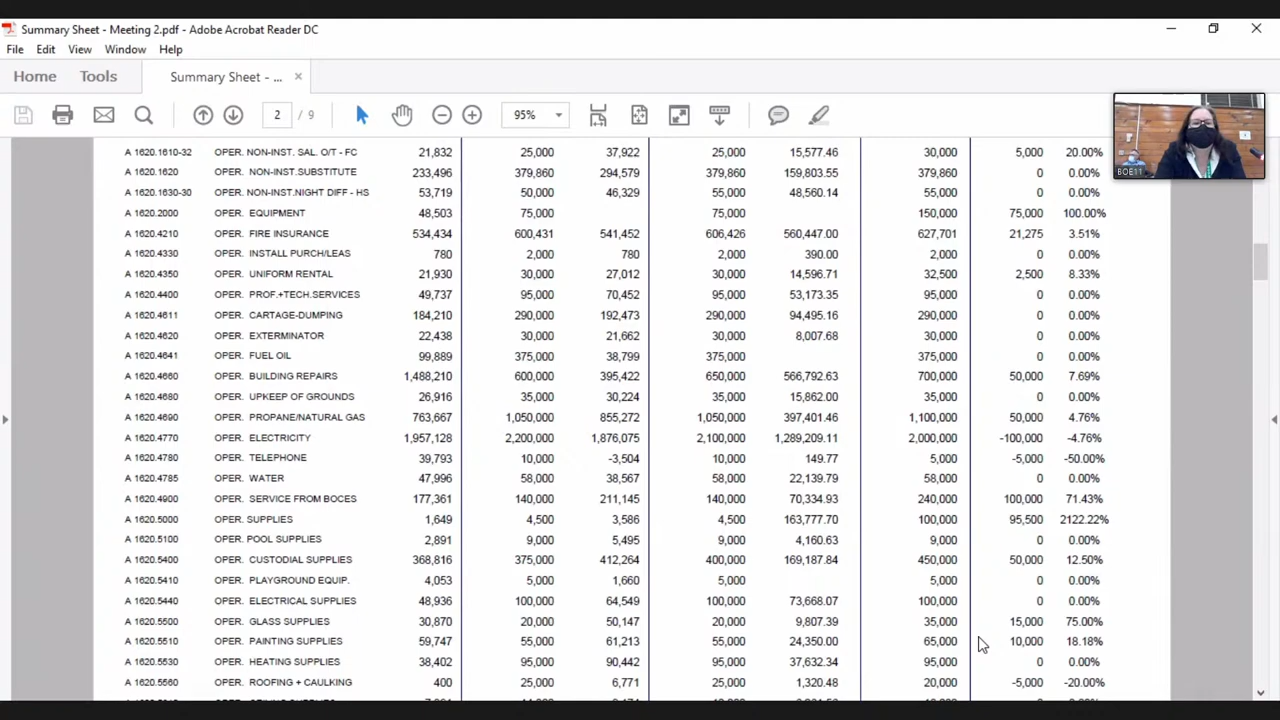 Summary Sheet - Meeting 2.pdf - Adobe Acrobat Reader DC
File Edit View Window Help
Home Tools Summary Sheet - ... ×
2 / 9 95%
BOE11
A 1620.1610-32 OPER. NON-INST. SAL. O/T - FC 21,832 25,000 37,922 25,000 15,577.46 30,000 5,000 20.00%
A 1620.1620 OPER. NON-INST.SUBSTITUTE 233,496 379,860 294,579 379,860 159,803.55 379,860 0 0.00%
A 1620.1630-30 OPER. NON-INST.NIGHT DIFF - HS 53,719 50,000 46,329 55,000 48,560.14 55,000 0 0.00%
A 1620.2000 OPER. EQUIPMENT 48,503 75,000 75,000 150,000 75,000 100.00%
A 1620.4210 OPER. FIRE INSURANCE 534,434 600,431 541,452 606,426 560,447.00 627,701 21,275 3.51%
A 1620.4330 OPER. INSTALL PURCH/LEAS 780 2,000 780 2,000 390.00 2,000 0 0.00%
A 1620.4350 OPER. UNIFORM RENTAL 21,930 30,000 27,012 30,000 14,596.71 32,500 2,500 8.33%
A 1620.4400 OPER. PROF.+TECH.SERVICES 49,737 95,000 70,452 95,000 53,173.35 95,000 0 0.00%
A 1620.4611 OPER. CARTAGE-DUMPING 184,210 290,000 192,473 290,000 94,495.16 290,000 0 0.00%
A 1620.4620 OPER. EXTERMINATOR 22,438 30,000 21,662 30,000 8,007.68 30,000 0 0.00%
A 1620.4641 OPER. FUEL OIL 99,889 375,000 38,799 375,000 375,000 0 0.00%
A 1620.4660 OPER. BUILDING REPAIRS 1,488,210 600,000 395,422 650,000 566,792.63 700,000 50,000 7.69%
A 1620.4680 OPER. UPKEEP OF GROUNDS 26,916 35,000 30,224 35,000 15,862.00 35,000 0 0.00%
A 1620.4690 OPER. PROPANE/NATURAL GAS 763,667 1,050,000 855,272 1,050,000 397,401.46 1,100,000 50,000 4.76%
A 1620.4770 OPER. ELECTRICITY 1,957,128 2,200,000 1,876,075 2,100,000 1,289,209.11 2,000,000 -100,000 -4.76%
A 1620.4780 OPER. TELEPHONE 39,793 10,000 -3,504 10,000 149.77 5,000 -5,000 -50.00%
A 1620.4785 OPER. WATER 47,996 58,000 38,567 58,000 22,139.79 58,000 0 0.00%
A 1620.4900 OPER. SERVICE FROM BOCES 177,361 140,000 211,145 140,000 70,334.93 240,000 100,000 71.43%
A 1620.5000 OPER. SUPPLIES 1,649 4,500 3,586 4,500 163,777.70 100,000 95,500 2122.22%
A 1620.5100 OPER. POOL SUPPLIES 2,891 9,000 5,495 9,000 4,160.63 9,000 0 0.00%
A 1620.5400 OPER. CUSTODIAL SUPPLIES 368,816 375,000 412,264 400,000 169,187.84 450,000 50,000 12.50%
A 1620.5410 OPER. PLAYGROUND EQUIP. 4,053 5,000 1,660 5,000 5,000 0 0.00%
A 1620.5440 OPER. ELECTRICAL SUPPLIES 48,936 100,000 64,549 100,000 73,668.07 100,000 0 0.00%
A 1620.5500 OPER. GLASS SUPPLIES 30,870 20,000 50,147 20,000 9,807.39 35,000 15,000 75.00%
A 1620.5510 OPER. PAINTING SUPPLIES 59,747 55,000 61,213 55,000 24,350.00 65,000 10,000 18.18%
A 1620.5530 OPER. HEATING SUPPLIES 38,402 95,000 90,442 95,000 37,632.34 95,000 0 0.00%
A 1620.5560 OPER. ROOFING + CAULKING 400 25,000 6,771 25,000 1,320.48 20,000 -5,000 -20.00%